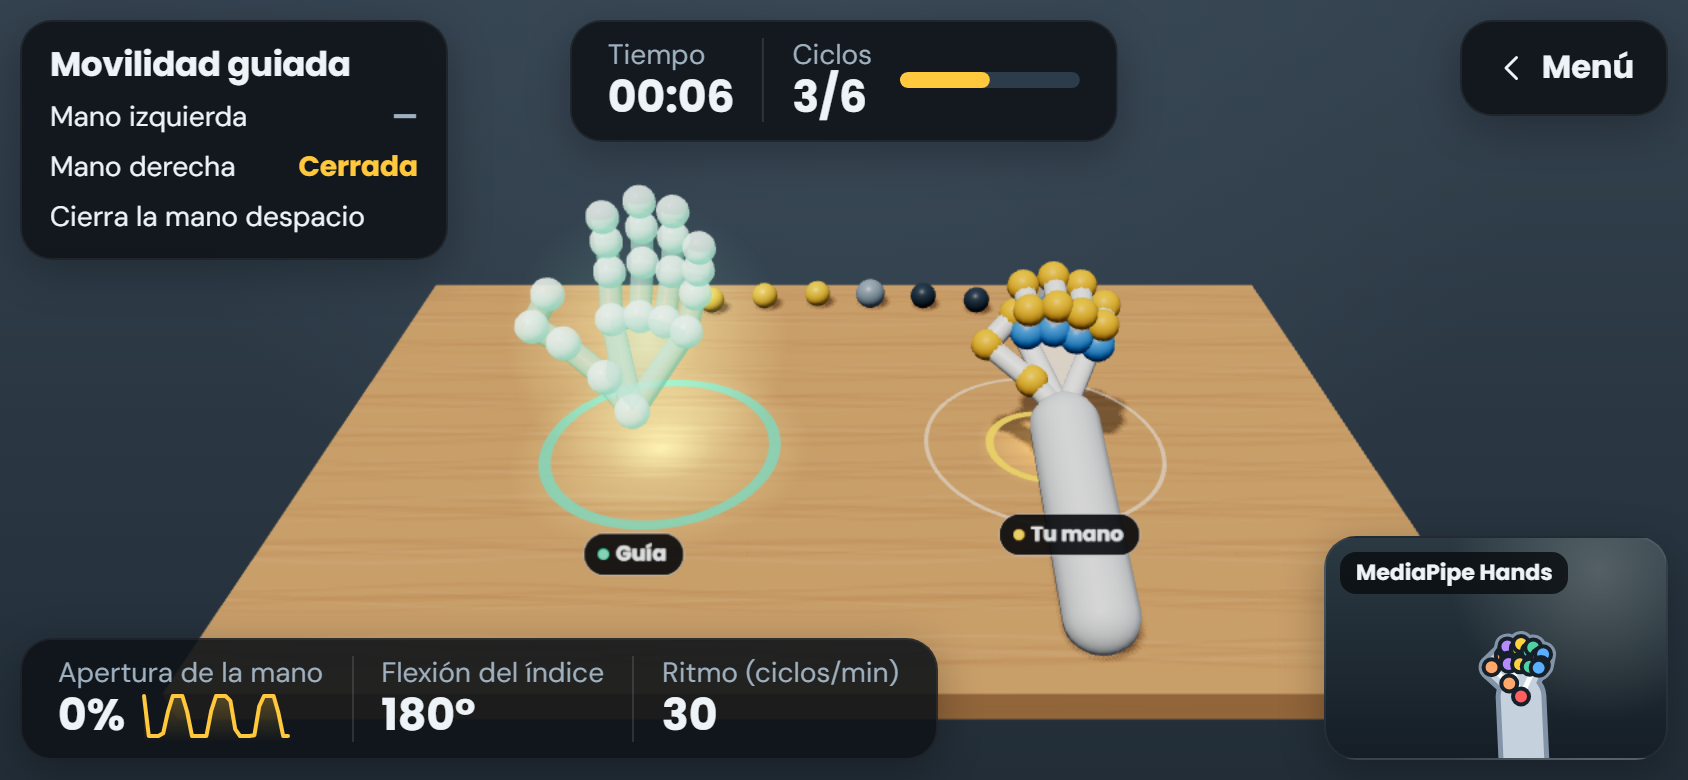 Movilidad guiada
Mano izquierda –
Mano derecha Cerrada
Cierra la mano despacio
Tiempo
00:06
Ciclos
3/6
Menú
Guía
Tu mano
MediaPipe Hands
Apertura de la mano
0%
Flexión del índice
180°
Ritmo (ciclos/min)
30